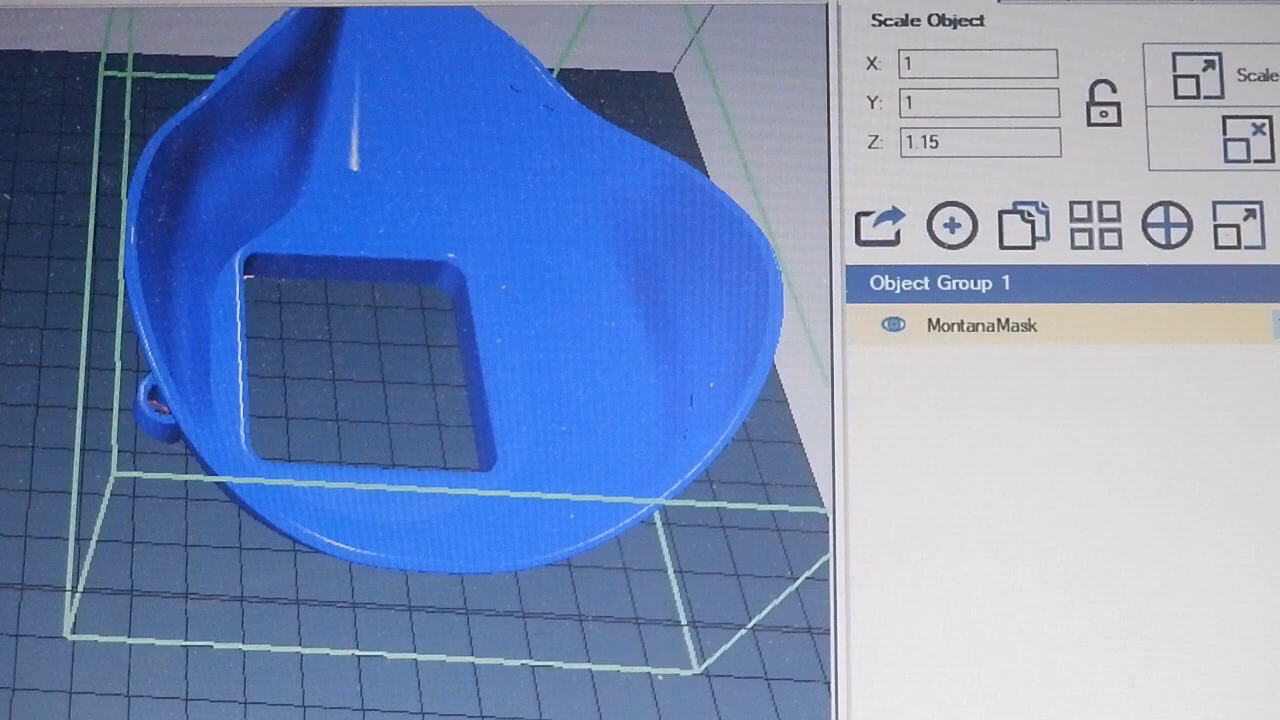 Scale Object
X: 1
Y: 1
Z: 1.15
Scale
Object Group 1
MontanaMask